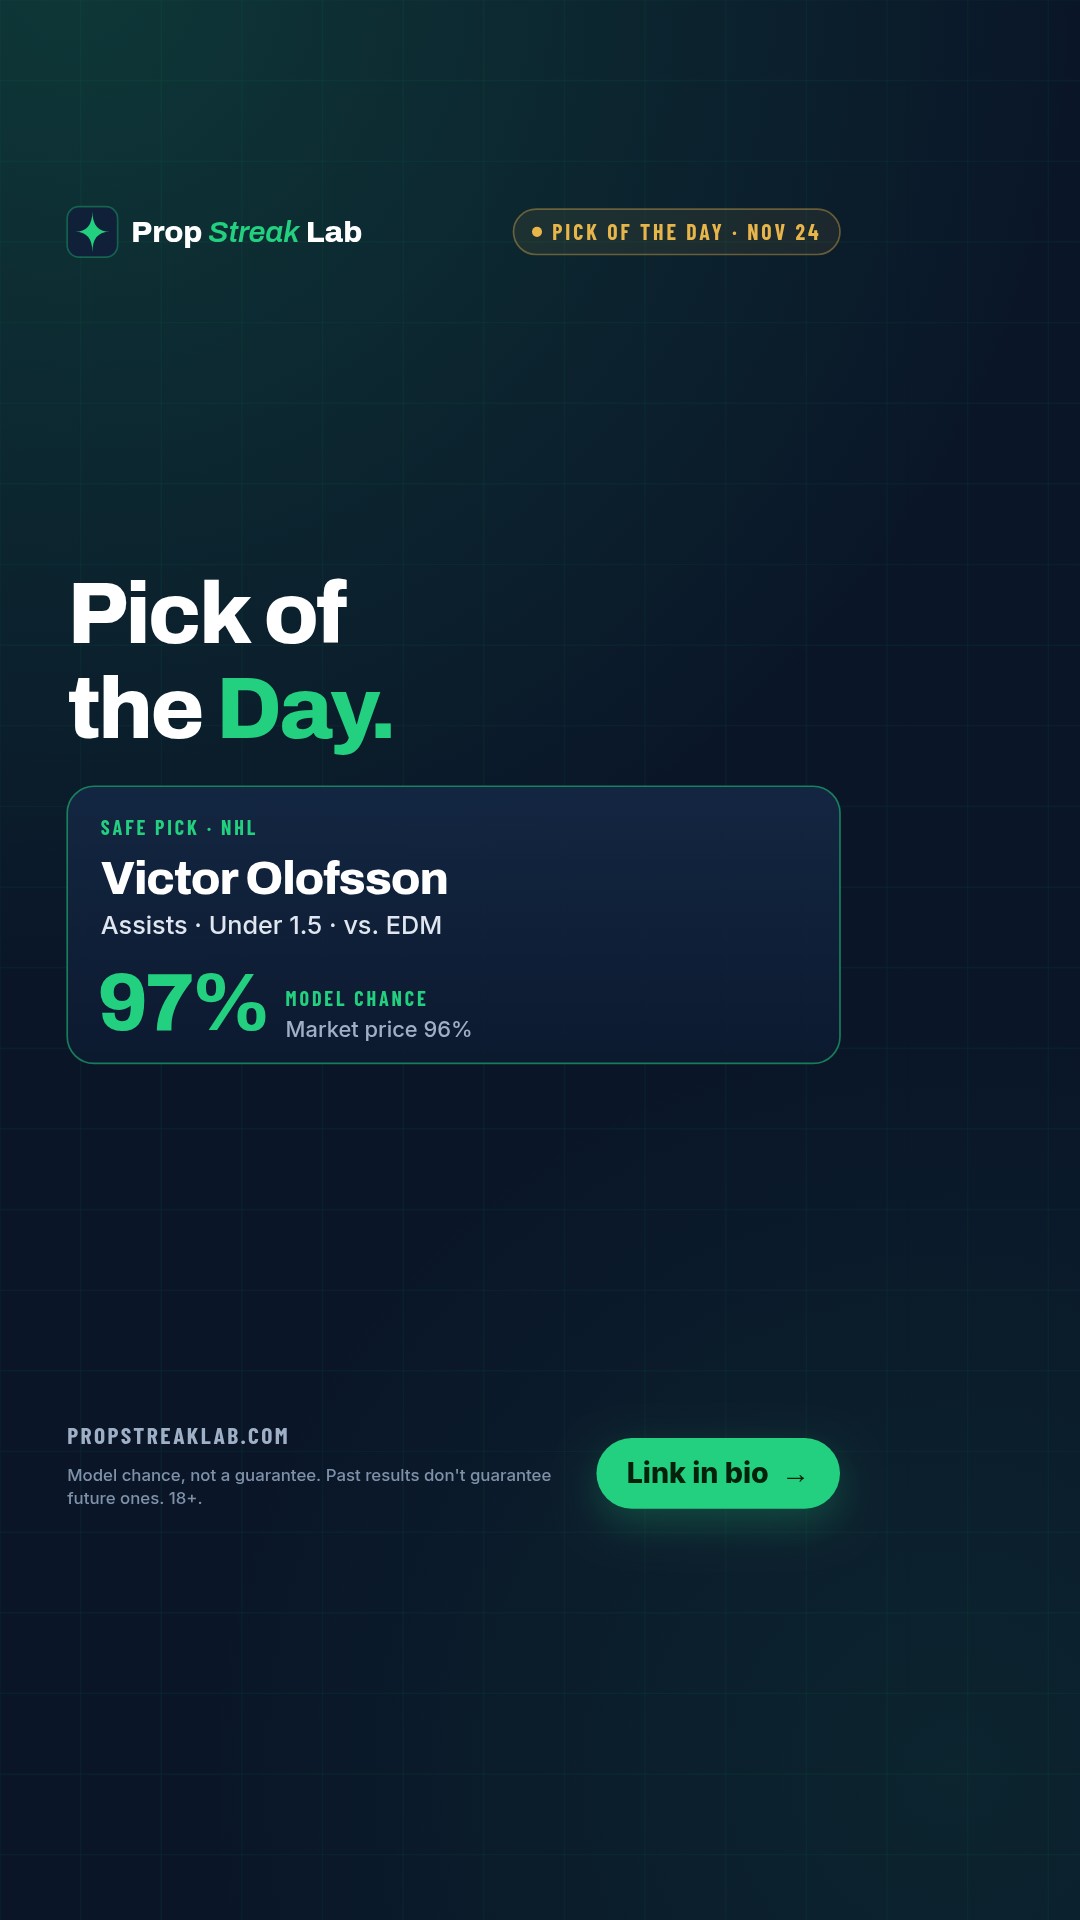 Prop Streak Lab
PICK OF THE DAY · NOV 24
Pick of
the Day.
SAFE PICK · NHL
Victor Olofsson
Assists · Under 1.5 · vs. EDM
97%
MODEL CHANCE
Market price 96%
PROPSTREAKLAB.COM
Model chance, not a guarantee. Past results don't guarantee
future ones. 18+.
Link in bio →